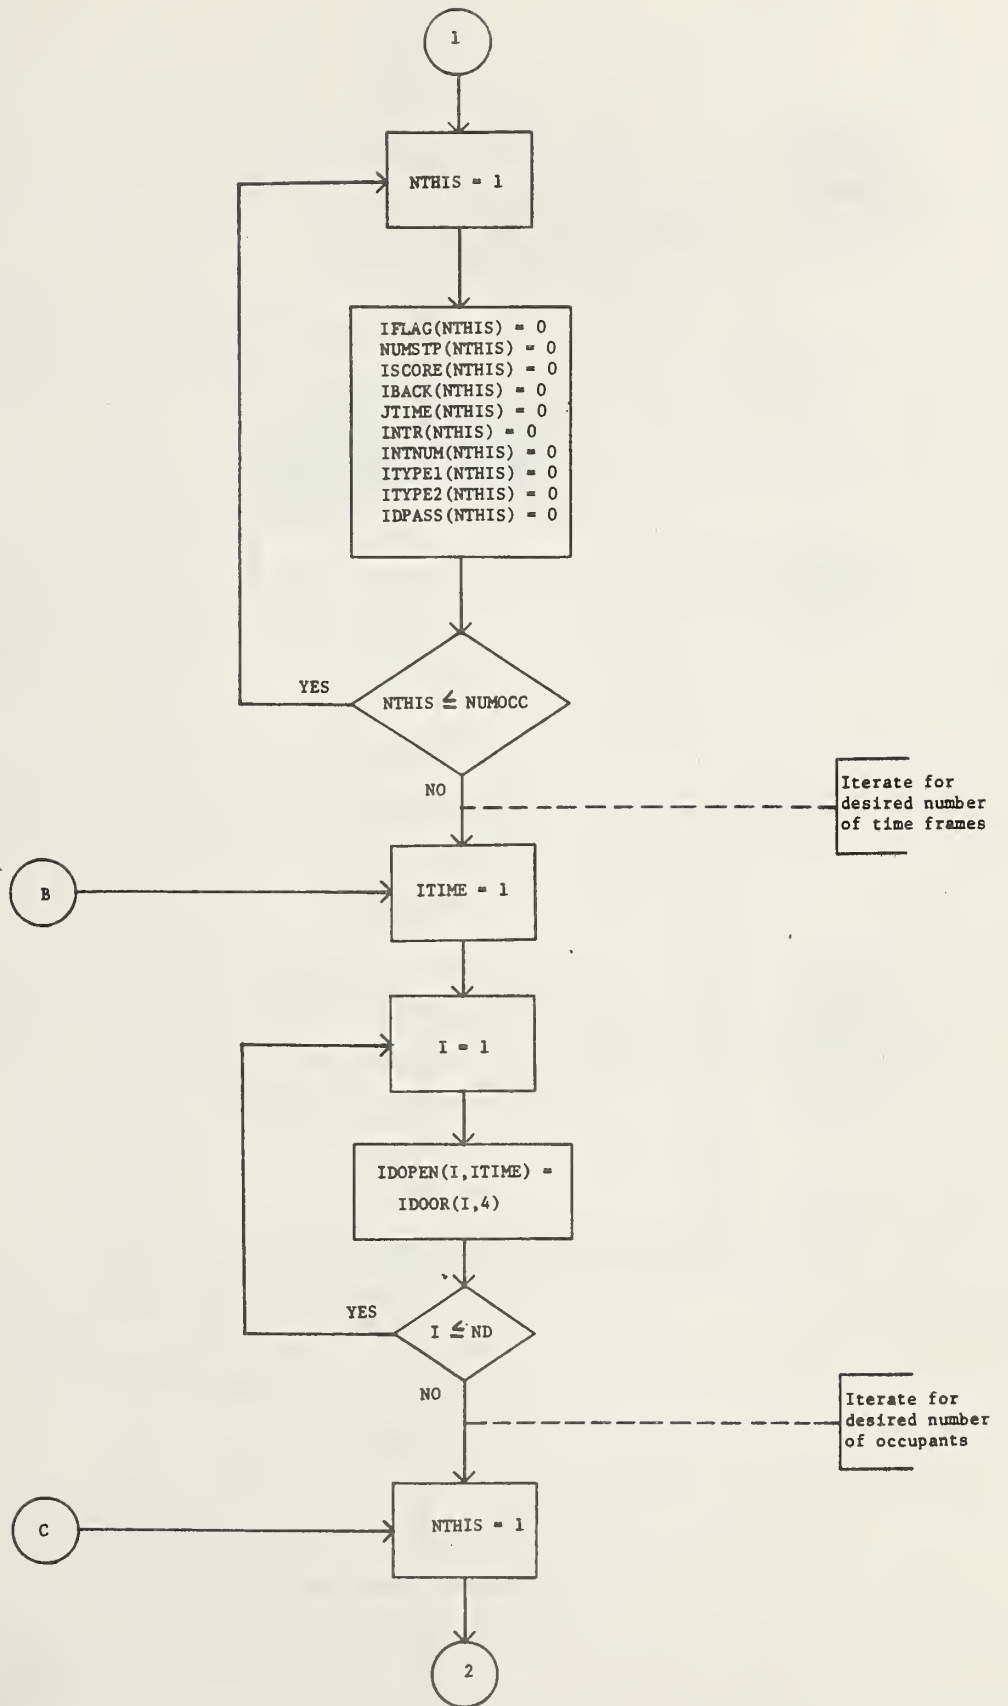 1
NTHIS = 1
IFLAG(NTHIS) = 0
NUMSTP(NTHIS) = 0
ISCORE(NTHIS) = 0
IBACK(NTHIS) = 0
JTIME(NTHIS) = 0
INTR(NTHIS) = 0
INTNUM(NTHIS) = 0
ITYPE1(NTHIS) = 0
ITYPE2(NTHIS) = 0
IDPASS(NTHIS) = 0
YES
NTHIS ≤ NUMOCC
NO
Iterate for
desired number
of time frames
B
ITIME = 1
I = 1
IDOPEN(I,ITIME) =
IDOOR(I,4)
YES
I ≤ ND
NO
Iterate for
desired number
of occupants
C
NTHIS = 1
2